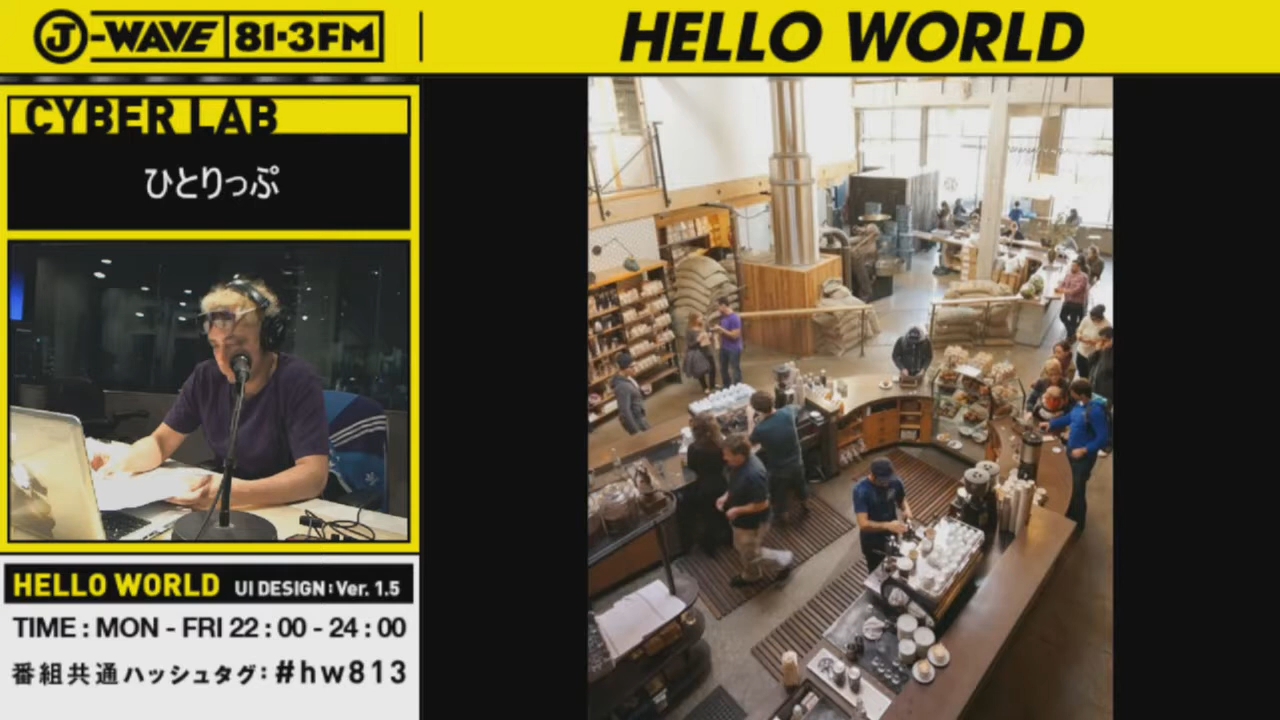 J-WAVE 81.3FM
HELLO WORLD
CYBER LAB
ひとりっぷ
HELLO WORLD UI DESIGN:Ver. 1.5
TIME : MON - FRI 22 : 00 - 24 : 00
番組共通ハッシュタグ: #hw813